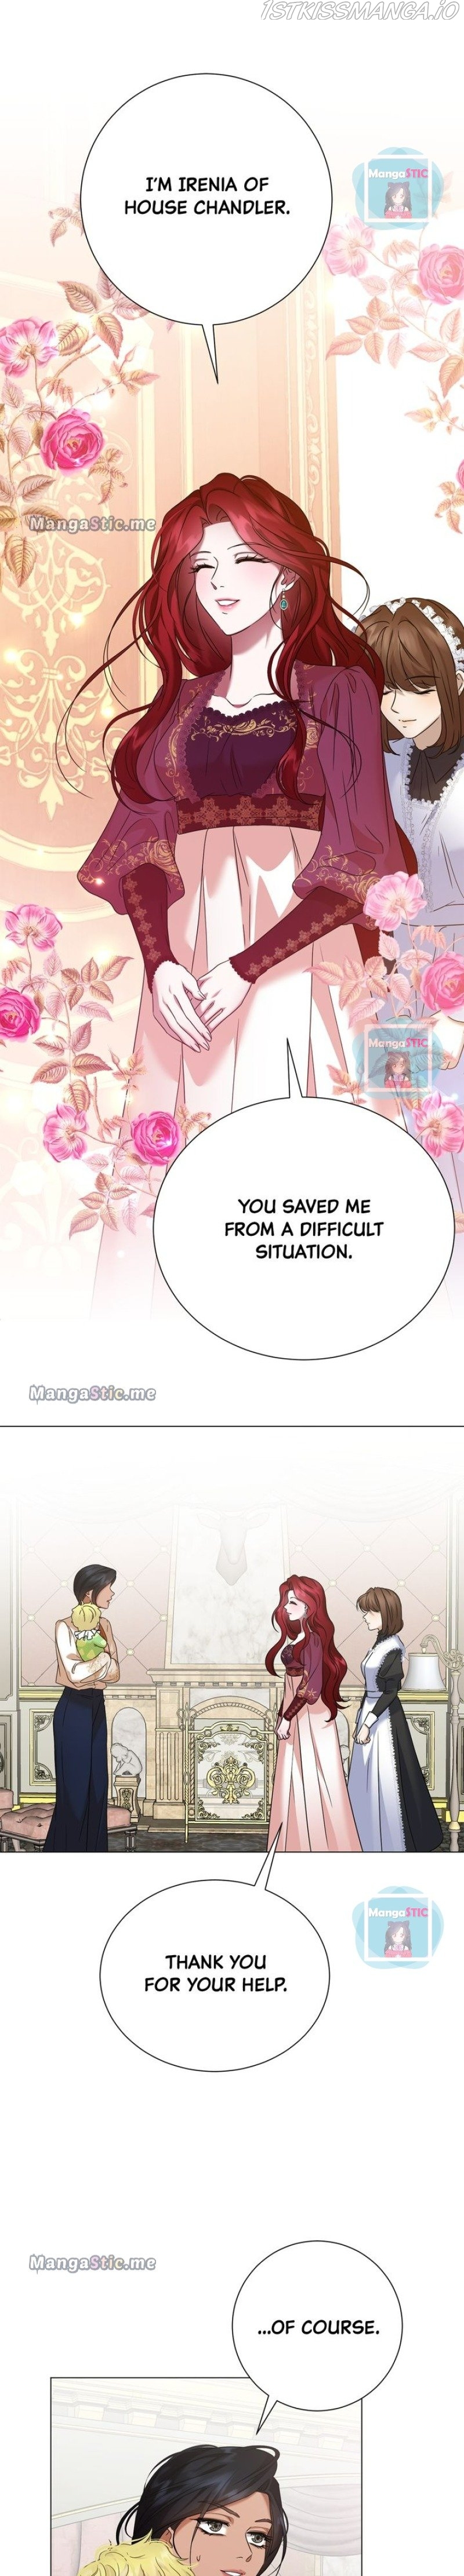 1STKISSMANGA.IO
MangaSTIC
I'M IRENIA OF
HOUSE CHANDLER.
MangaStic.me
MangaSTIC
YOU SAVED ME
FROM A DIFFICULT
SITUATION.
MangaStic.me
MangaSTIC
THANK YOU
FOR YOUR HELP.
MangaStic.me
...OF COURSE.